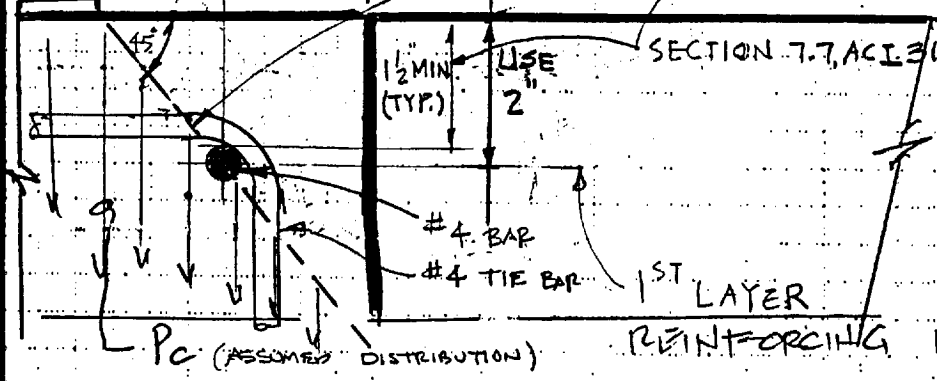 45°
1½" MIN.
(TYP.)
USE
2"
SECTION 7.7, ACI 3
#4 BAR
#4 TIE BAR
1ST LAYER
REINFORCING
Pc (ASSUMED DISTRIBUTION)